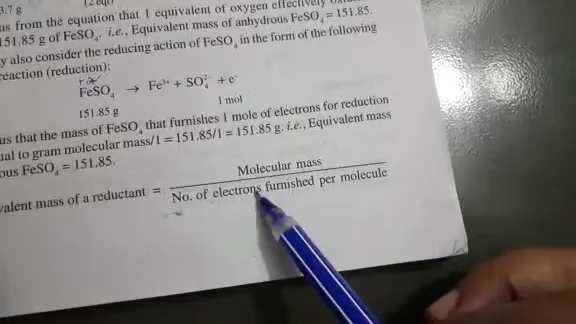 3.7 g (2 eqt)
us from the equation that 1 equivalent of oxygen effectively
151.85 g of FeSO₄. i.e., Equivalent mass of anhydrous FeSO₄ = 151.85.
y also consider the reducing action of FeSO₄ in the form of the following
reaction (reduction):
FeSO₄ → Fe³⁺ + SO₄²⁻ + e⁻
151.85 g 1 mol
us that the mass of FeSO₄ that furnishes 1 mole of electrons for reduction
ual to gram molecular mass/1 = 151.85/1 = 151.85 g. i.e., Equivalent mass
ous FeSO₄ = 151.85.
Molecular mass
valent mass of a reductant =
No. of electrons furnished per molecule